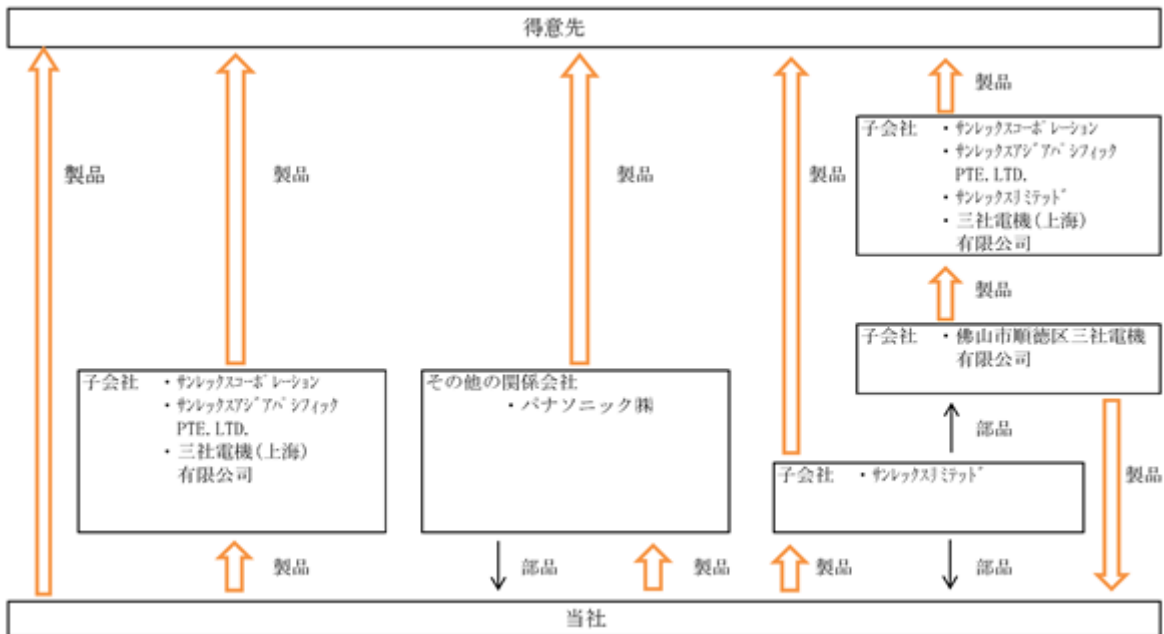 得意先
製品
製品
製品
製品
製品
子会社 ・ｻﾝﾚｯｸｽｺｰﾎﾟﾚｰｼｮﾝ
・ｻﾝﾚｯｸｽｱｼﾞｱﾊﾟｼﾌｨｯｸ
PTE.LTD.
・ｻﾝﾚｯｸｽﾘﾐﾃｯﾄﾞ
・三社電機(上海)
有限公司
製品
子会社 ・佛山市順徳区三社電機
有限公司
子会社 ・ｻﾝﾚｯｸｽｺｰﾎﾟﾚｰｼｮﾝ
・ｻﾝﾚｯｸｽｱｼﾞｱﾊﾟｼﾌｨｯｸ
PTE.LTD.
・三社電機(上海)
有限公司
その他の関係会社
・パナソニック㈱
部品
子会社 ・ｻﾝﾚｯｸｽﾘﾐﾃｯﾄﾞ
製品
製品
部品
製品
製品
部品
当社